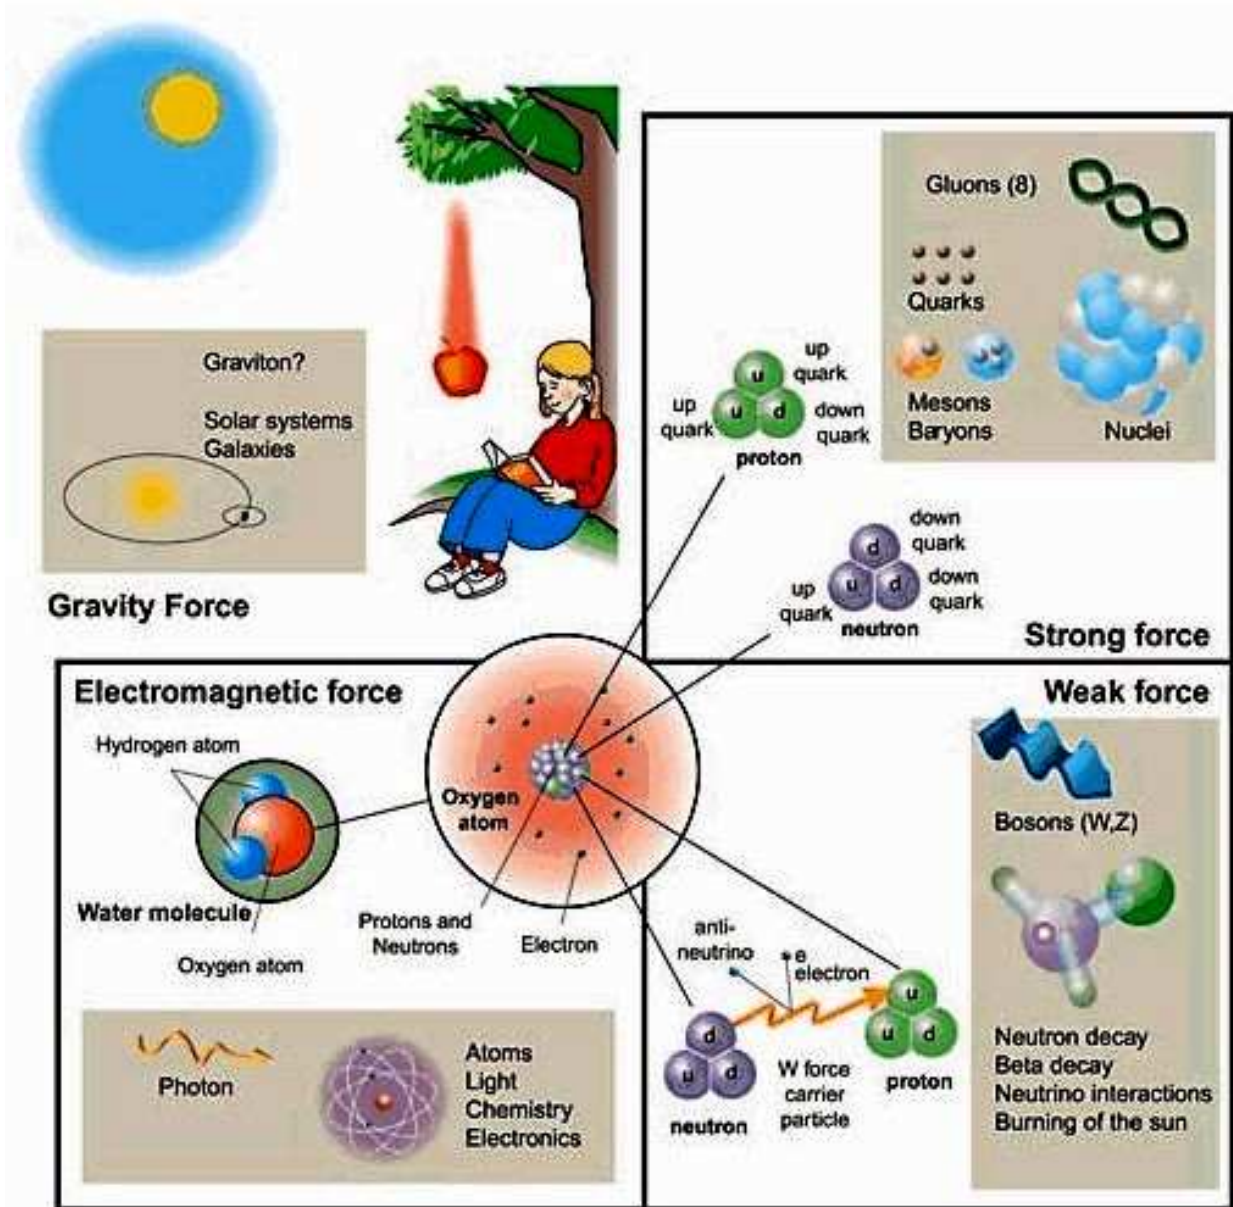 Graviton?
Solar systems
Galaxies
Gravity Force
Gluons (8)
Quarks
Mesons
Baryons
Nuclei
u
u
d
up
quark
up
quark
down
quark
proton
d
u
d
down
quark
up
quark
down
quark
neutron
Strong force
Electromagnetic force
Hydrogen atom
Water molecule
Oxygen atom
Oxygen
atom
Protons and
Neutrons
Electron
Photon
Atoms
Light
Chemistry
Electronics
Weak force
Bosons (W,Z)
anti-
neutrino
e
electron
d
u
d
neutron
W force
carrier
particle
u
u
d
proton
Neutron decay
Beta decay
Neutrino interactions
Burning of the sun